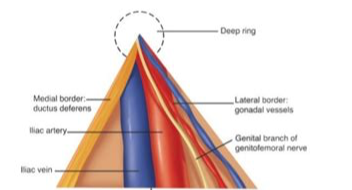 Deep ring
Medial border:
ductus deferens
Lateral border:
gonadal vessels
Iliac artery
Genital branch of
genitofemoral nerve
Iliac vein